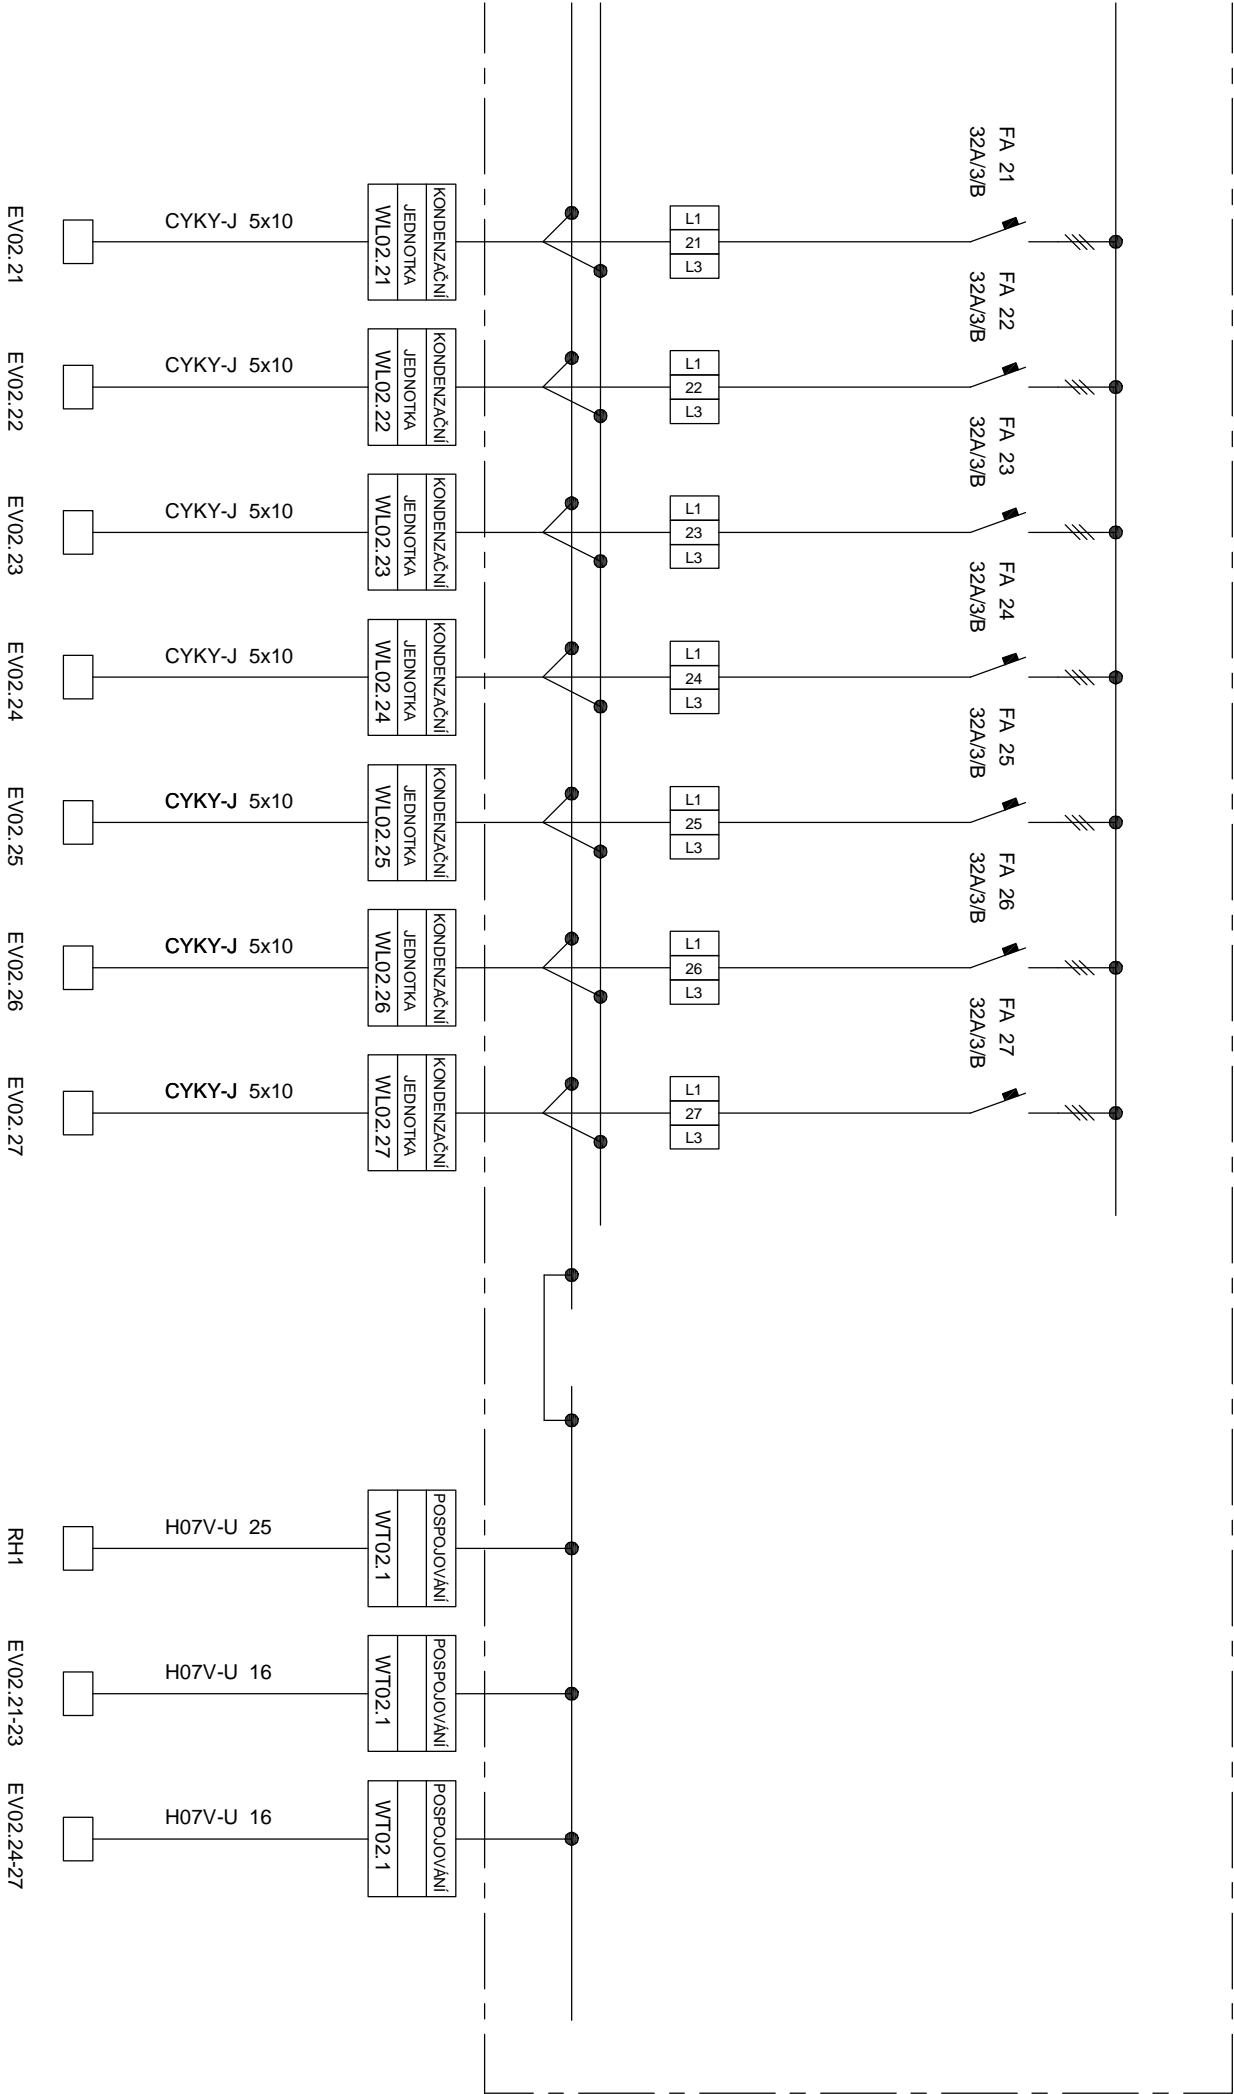 FA 21
32A/3/B
L1
21
L3
KONDENZAČNÍ
JEDNOTKA
WL02.21
CYKY-J 5x10
EV02.21
FA 22
32A/3/B
L1
22
L3
KONDENZAČNÍ
JEDNOTKA
WL02.22
CYKY-J 5x10
EV02.22
FA 23
32A/3/B
L1
23
L3
KONDENZAČNÍ
JEDNOTKA
WL02.23
CYKY-J 5x10
EV02.23
FA 24
32A/3/B
L1
24
L3
KONDENZAČNÍ
JEDNOTKA
WL02.24
CYKY-J 5x10
EV02.24
FA 25
32A/3/B
L1
25
L3
KONDENZAČNÍ
JEDNOTKA
WL02.25
CYKY-J 5x10
EV02.25
FA 26
32A/3/B
L1
26
L3
KONDENZAČNÍ
JEDNOTKA
WL02.26
CYKY-J 5x10
EV02.26
FA 27
32A/3/B
L1
27
L3
KONDENZAČNÍ
JEDNOTKA
WL02.27
CYKY-J 5x10
EV02.27
POSPOJOVÁNÍ
WT02.1
H07V-U 25
RH1
POSPOJOVÁNÍ
WT02.1
H07V-U 16
EV02.21-23
POSPOJOVÁNÍ
WT02.1
H07V-U 16
EV02.24-27